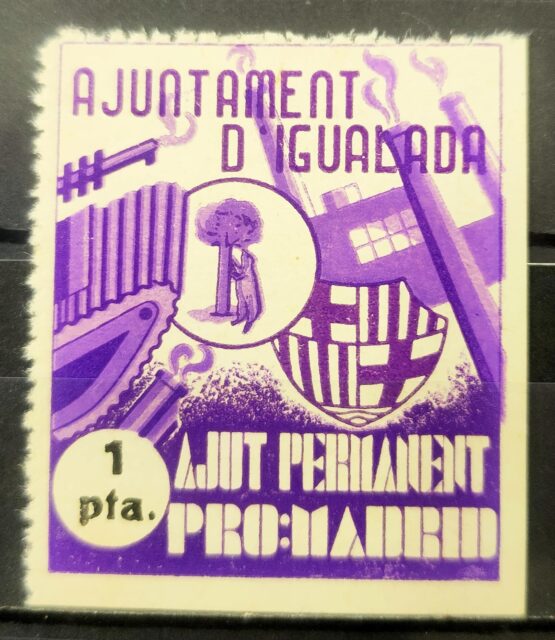 AJUNTAMENT
D IGUALADA
1
pta.
AJUT PERMANENT
PRO:MADRID